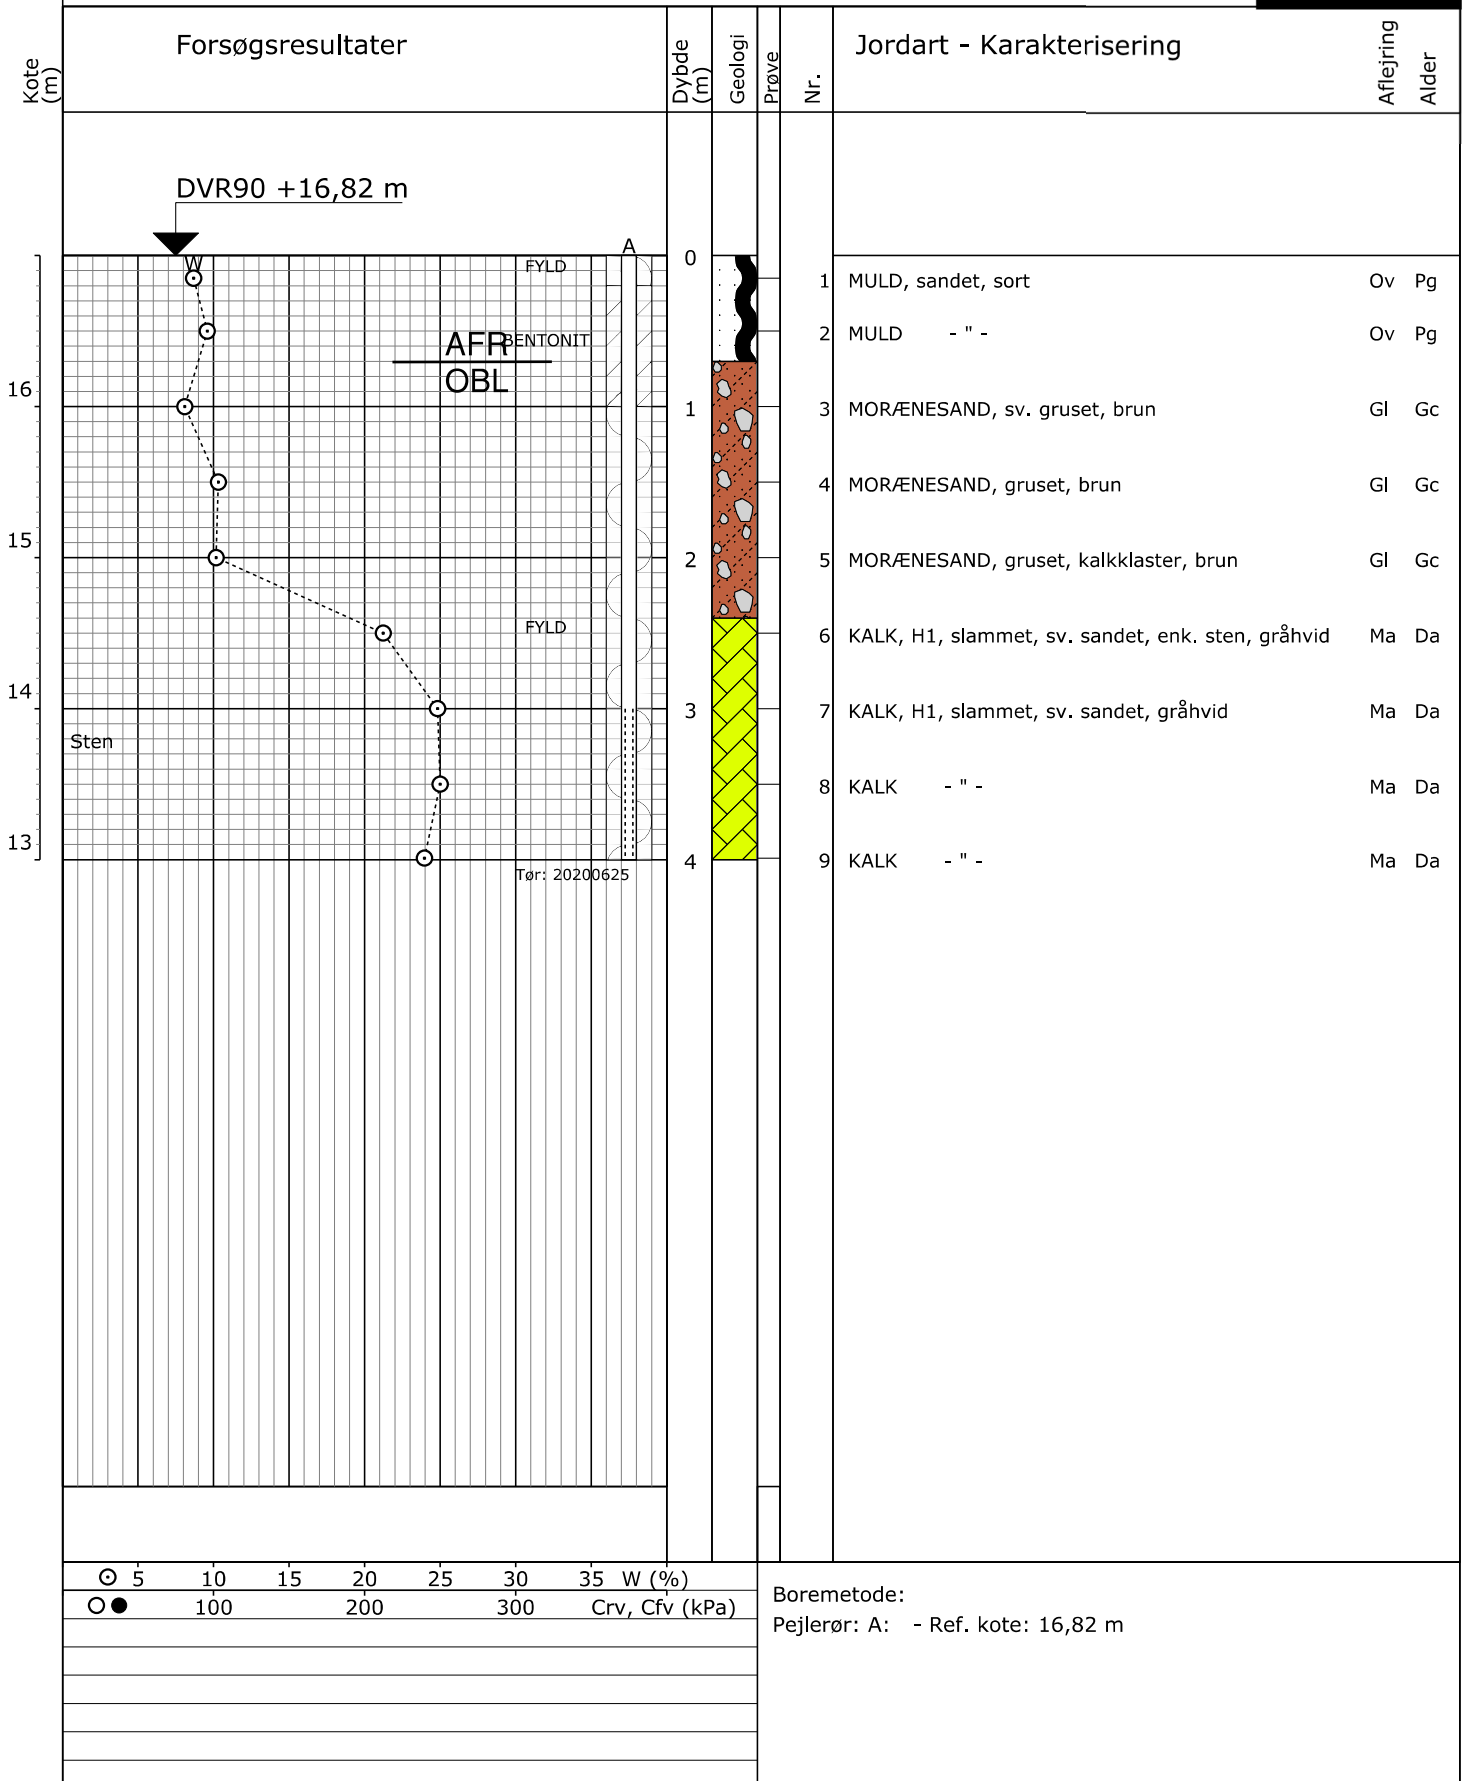 Kote (m)
Forsøgsresultater
Dybde (m)
Geologi
Prøve
Nr.
Jordart - Karakterisering
Aflejring
Alder
DVR90 +16,82 m
A
W
FYLD
0
1 MULD, sandet, sort Ov Pg
AFR
BENTONIT
2 MULD - " - Ov Pg
OBL
16
1
3 MORÆNESAND, sv. gruset, brun Gl Gc
4 MORÆNESAND, gruset, brun Gl Gc
15
2
5 MORÆNESAND, gruset, kalkklaster, brun Gl Gc
FYLD
6 KALK, H1, slammet, sv. sandet, enk. sten, gråhvid Ma Da
14
3
7 KALK, H1, slammet, sv. sandet, gråhvid Ma Da
Sten
8 KALK - " - Ma Da
13
4
9 KALK - " - Ma Da
Tør: 20200625
5 10 15 20 25 30 35 W (%)
100 200 300 Crv, Cfv (kPa)
Boremetode:
Pejlerør: A: - Ref. kote: 16,82 m